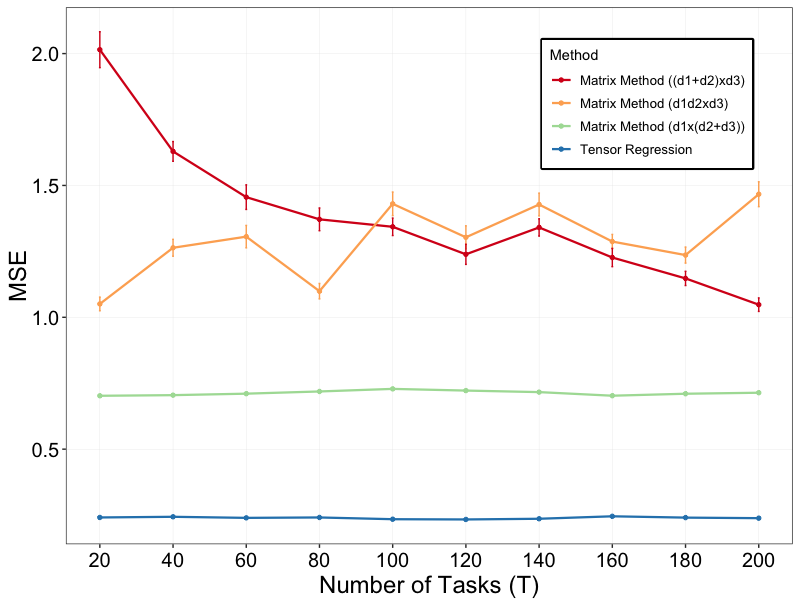 Method
Matrix Method ((d1+d2)xd3)
Matrix Method (d1d2xd3)
Matrix Method (d1x(d2+d3))
Tensor Regression
MSE
2.0
1.5
1.0
0.5
20 40 60 80 100 120 140 160 180 200
Number of Tasks (T)